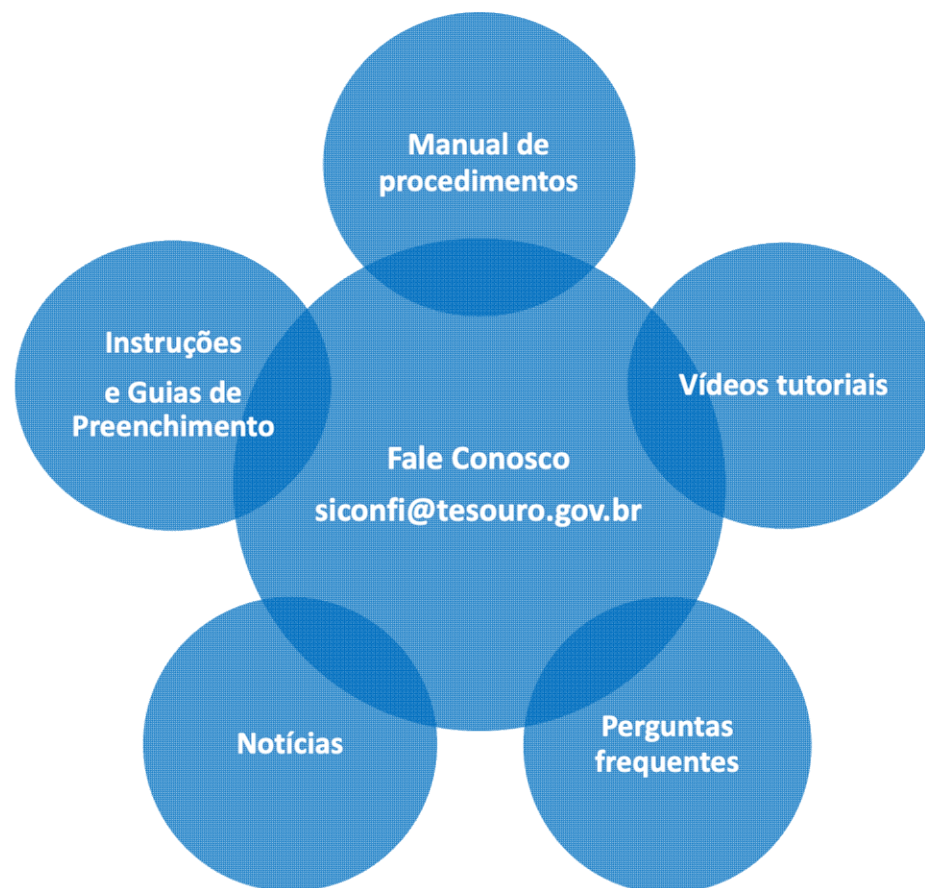 Manual de
procedimentos
Instruções
e Guias de
Preenchimento
Vídeos tutoriais
Fale Conosco
siconfi@tesouro.gov.br
Notícias
Perguntas
frequentes